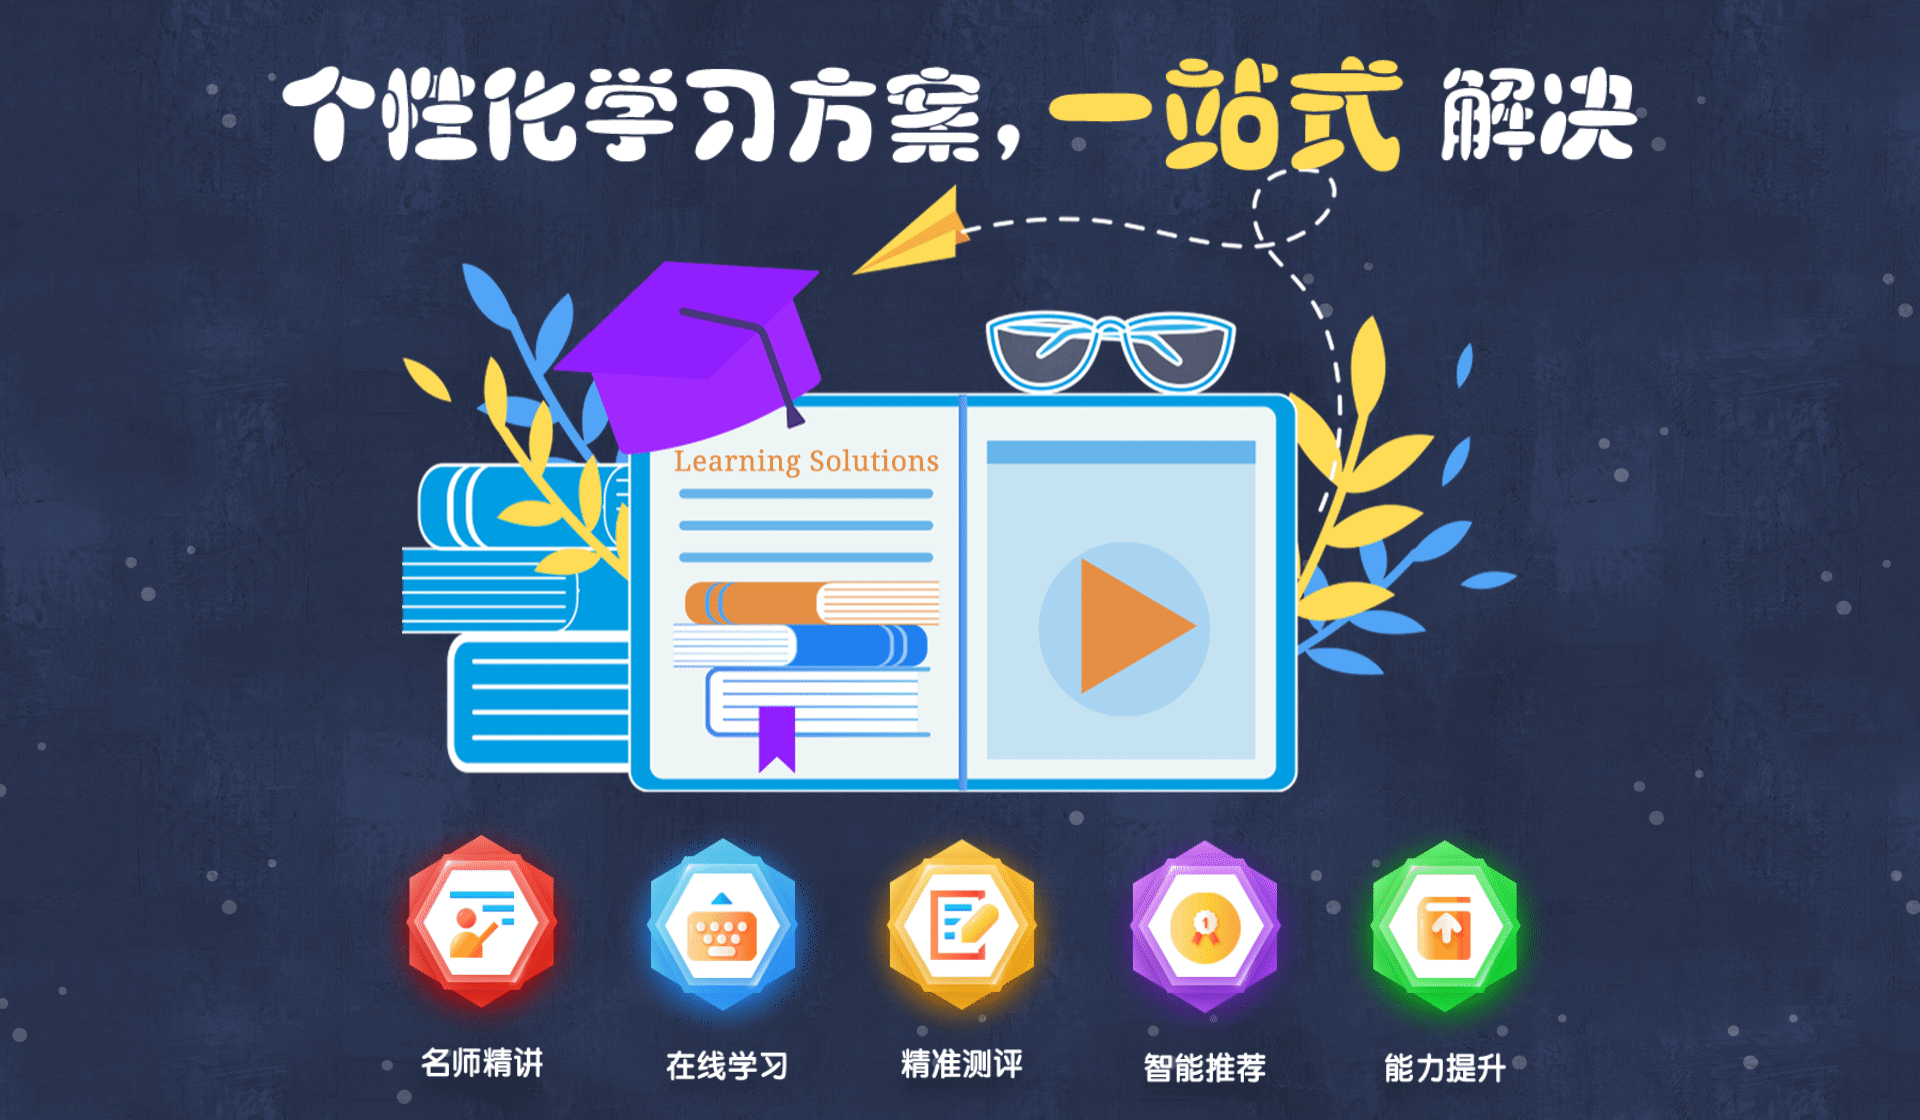 个性化学习方案,一站式 解决
Learning Solutions
1
名师精讲
在线学习
精准测评
智能推荐
能力提升